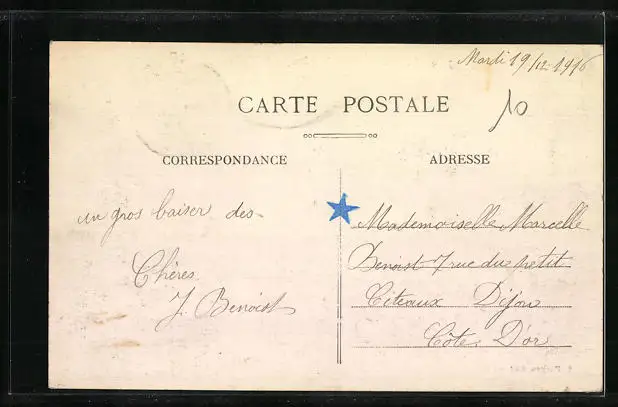 Mardi 19/12-1916
CARTE POSTALE
10
CORRESPONDANCE
ADRESSE
un gros baiser des
Chères
J. Benoist
Mademoiselle Marcelle
Benoist 7 rue du petit
Citeaux Dijon
Côte D'or